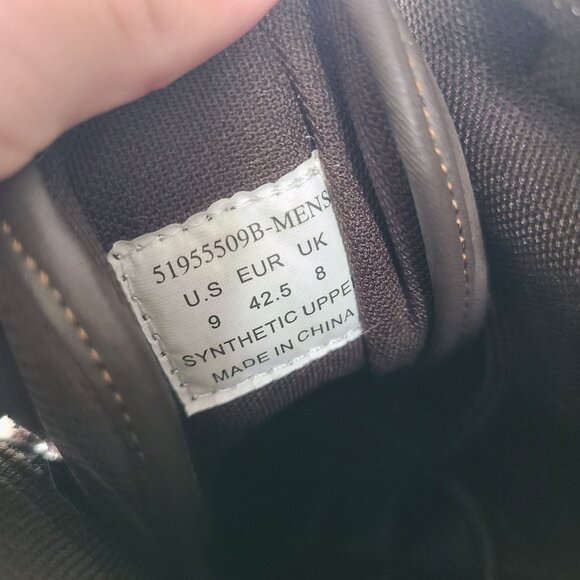 51955509B-MENS
U.S EUR UK
9 42.5 8
SYNTHETIC UPPE
MADE IN CHINA